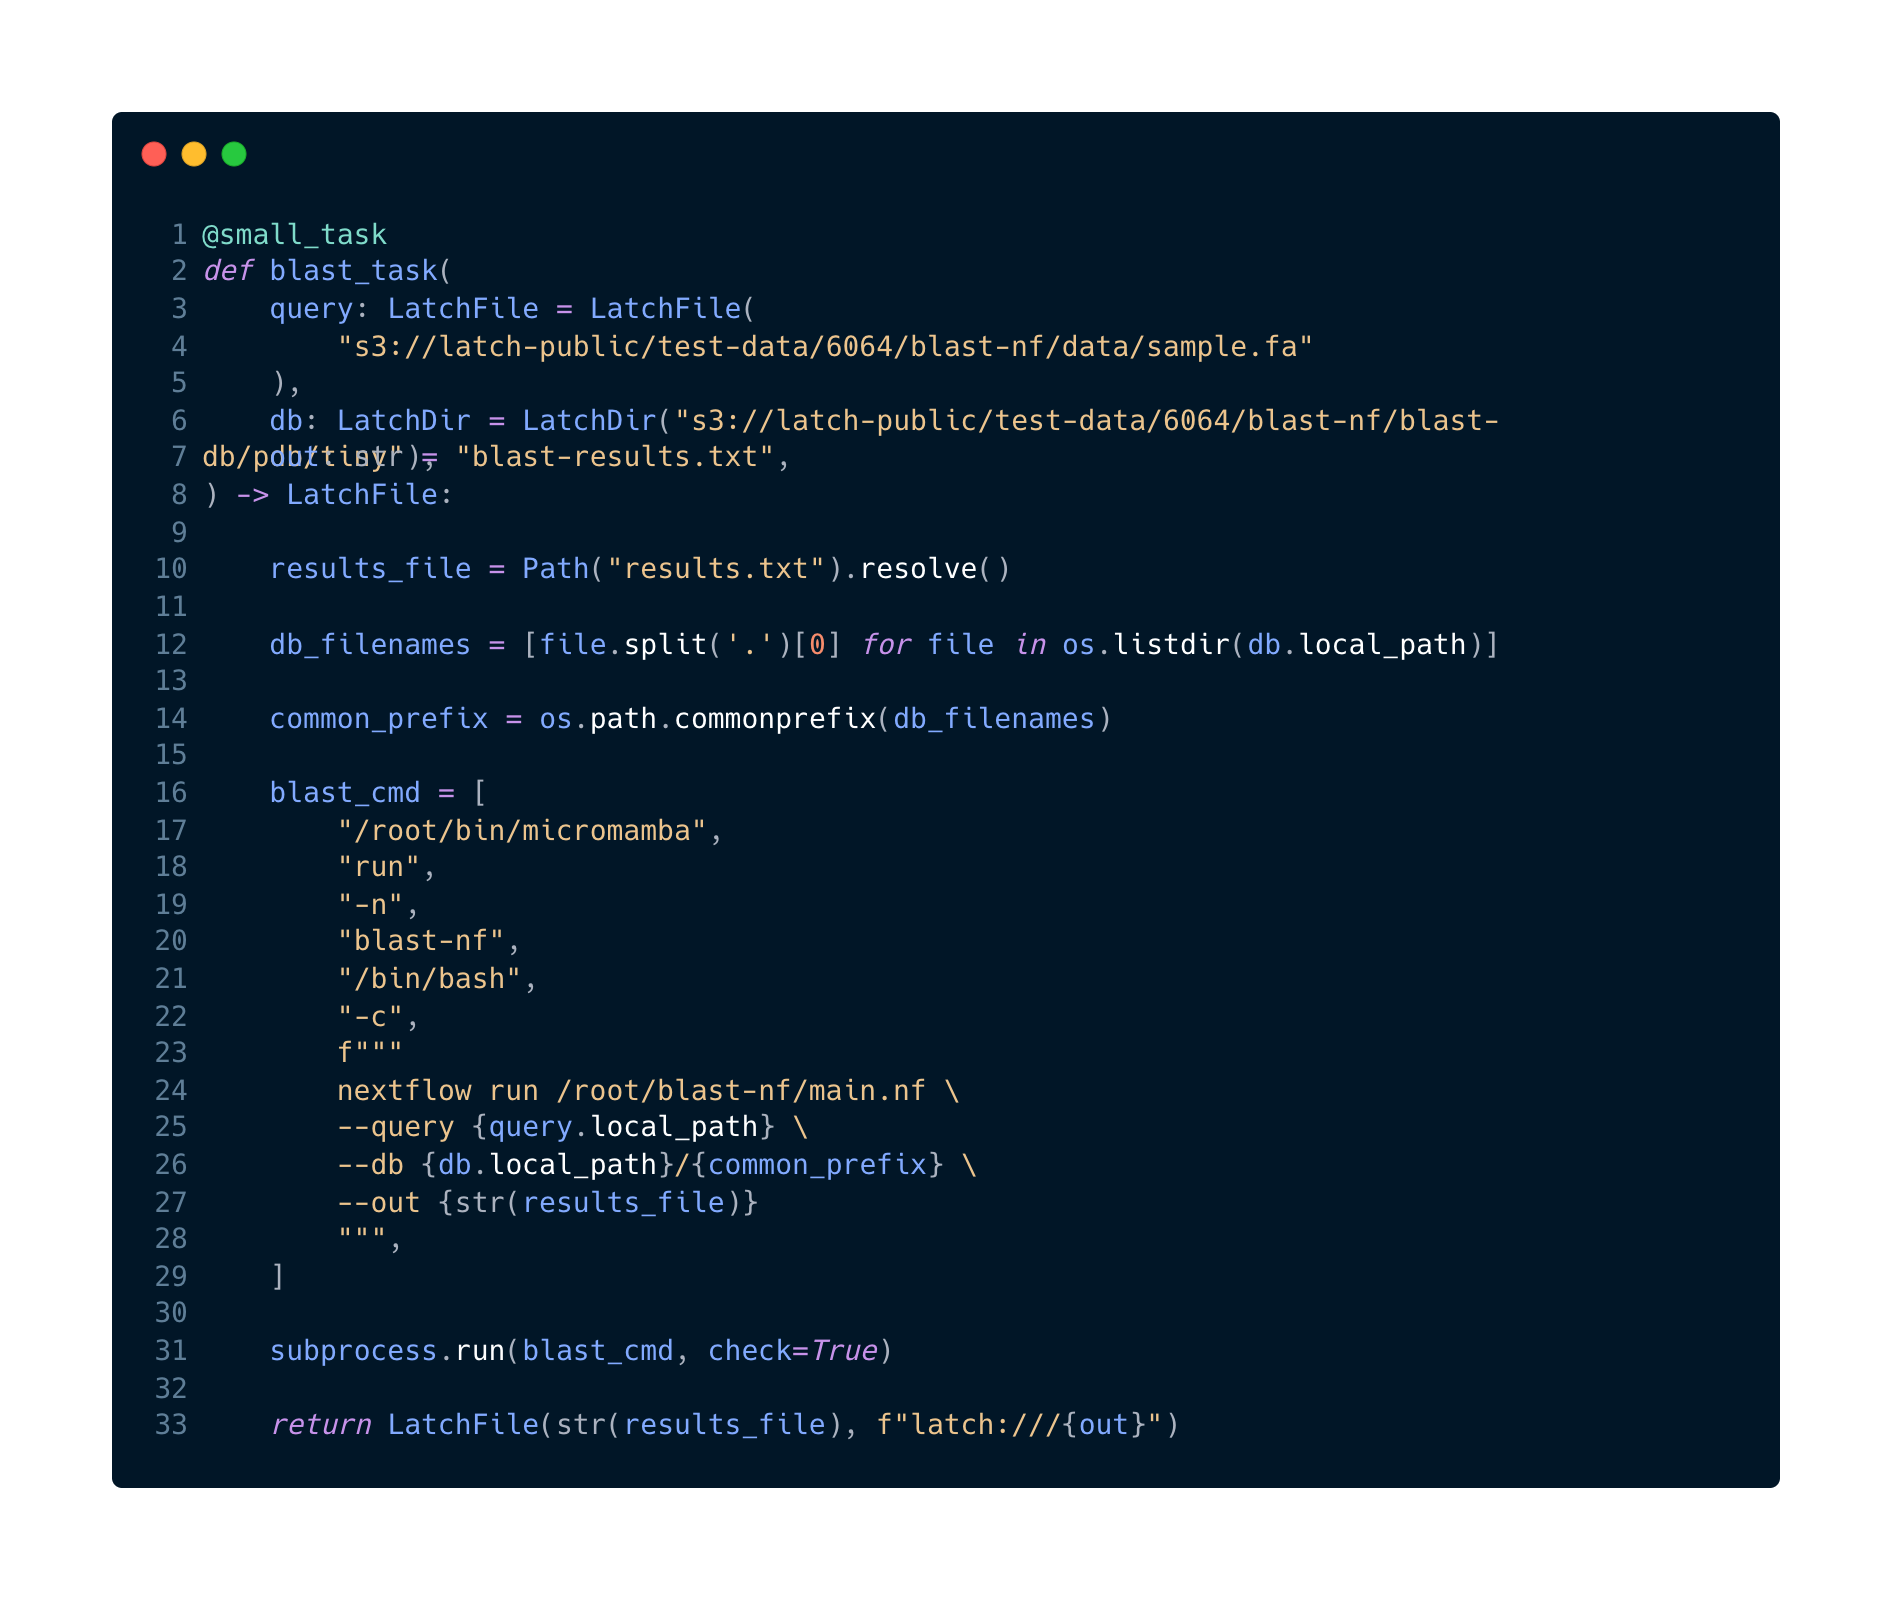 1 @small_task
2 def blast_task(
3     query: LatchFile = LatchFile(
4         "s3://latch-public/test-data/6064/blast-nf/data/sample.fa"
5     ),
6     db: LatchDir = LatchDir("s3://latch-public/test-data/6064/blast-nf/blast-
db/pdb/tiny"),
7     out: str = "blast-results.txt",
8 ) -> LatchFile:
9
10     results_file = Path("results.txt").resolve()
11
12     db_filenames = [file.split('.')[0] for file in os.listdir(db.local_path)]
13
14     common_prefix = os.path.commonprefix(db_filenames)
15
16     blast_cmd = [
17         "/root/bin/micromamba",
18         "run",
19         "-n",
20         "blast-nf",
21         "/bin/bash",
22         "-c",
23         f"""
24         nextflow run /root/blast-nf/main.nf \
25         --query {query.local_path} \
26         --db {db.local_path}/{common_prefix} \
27         --out {str(results_file)}
28         """,
29     ]
30
31     subprocess.run(blast_cmd, check=True)
32
33     return LatchFile(str(results_file), f"latch:///{out}")